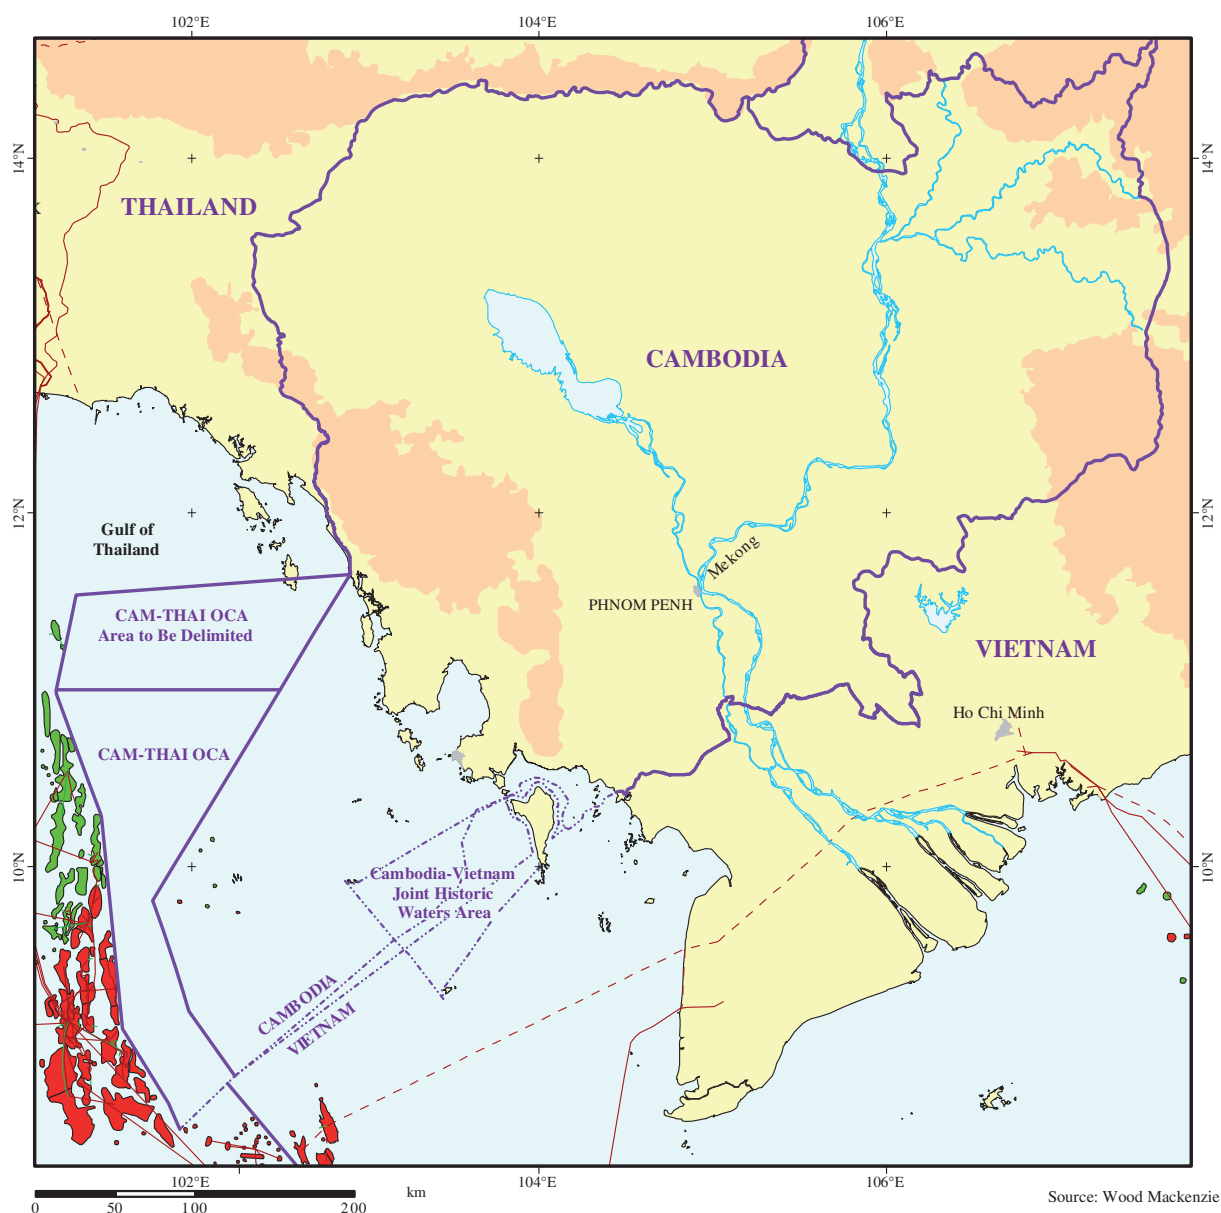 102°E 104°E 106°E
14°N
14°N
THAILAND
CAMBODIA
12°N
12°N
Gulf of
Thailand
Mekong
PHNOM PENH
CAM-THAI OCA
Area to Be Delimited
VIETNAM
Ho Chi Minh
CAM-THAI OCA
10°N
10°N
Cambodia-Vietnam
Joint Historic
Waters Area
CAMBODIA
VIETNAM
102°E 104°E 106°E
km
0 50 100 200
Source: Wood Mackenzie